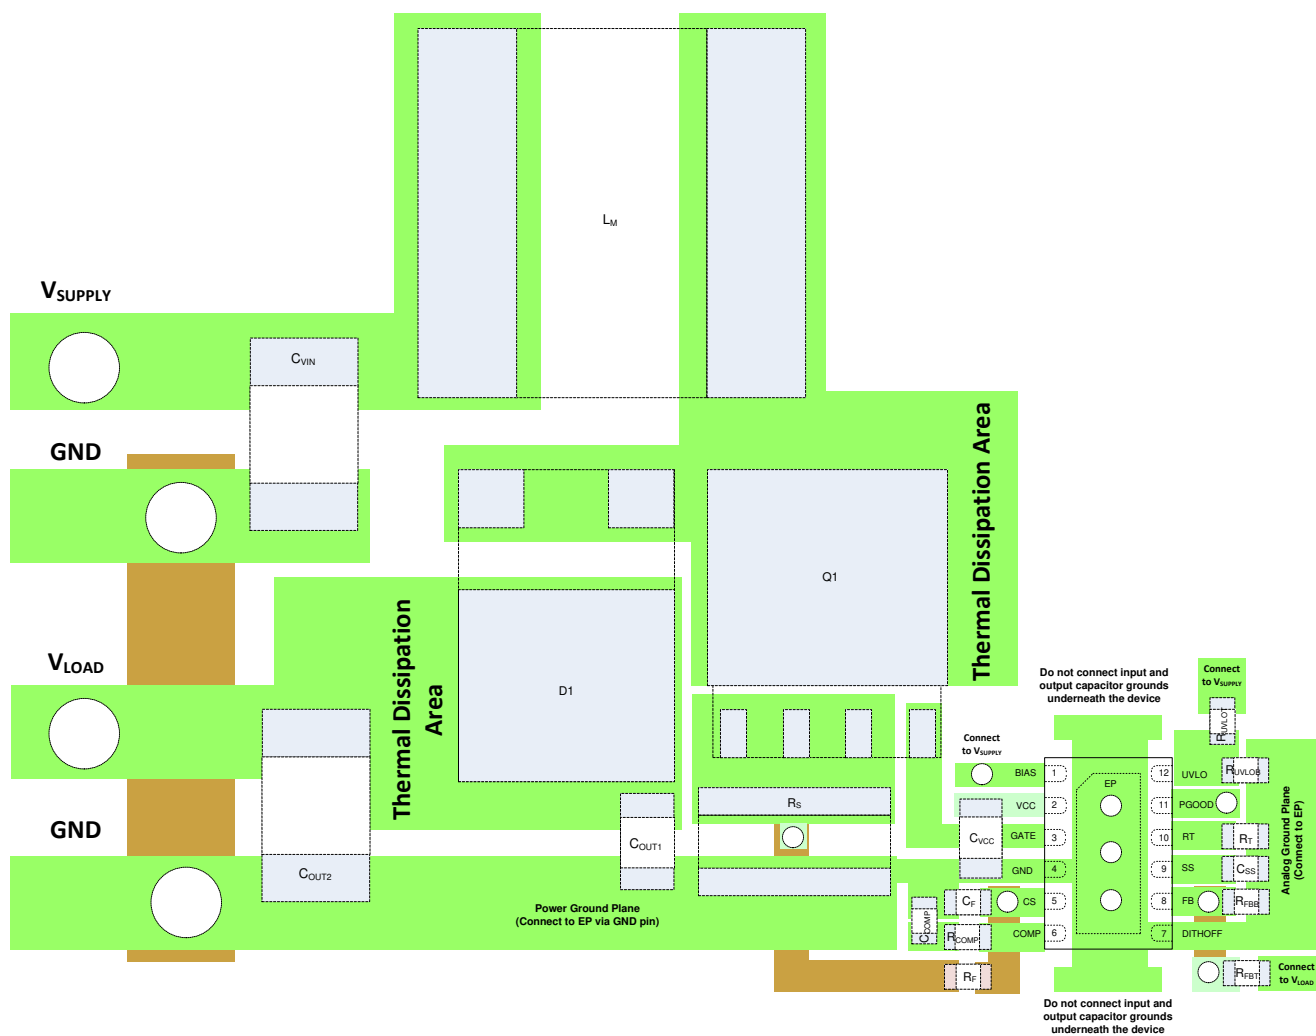 LM
VSUPPLY
CVIN
GND
Thermal Dissipation Area
Q1
Thermal Dissipation
Area
D1
VLOAD
GND
COUT2
COUT1
RS
Power Ground Plane
(Connect to EP via GND pin)
Do not connect input and
output capacitor grounds
underneath the device
Connect
to VSUPPLY
RUVLOT
Connect
to VSUPPLY
BIAS
1
EP
12
UVLO
RUVLOB
VCC
2
11
PGOOD
CVCC
GATE
3
10
RT
RT
GND
4
9
SS
CSS
CF
CS
5
8
FB
RFBB
CCOMP
RCOMP
COMP
6
7
DITHOFF
Analog Ground Plane
(Connect to EP)
RF
RFBT
Connect
to VLOAD
Do not connect input and
output capacitor grounds
underneath the device